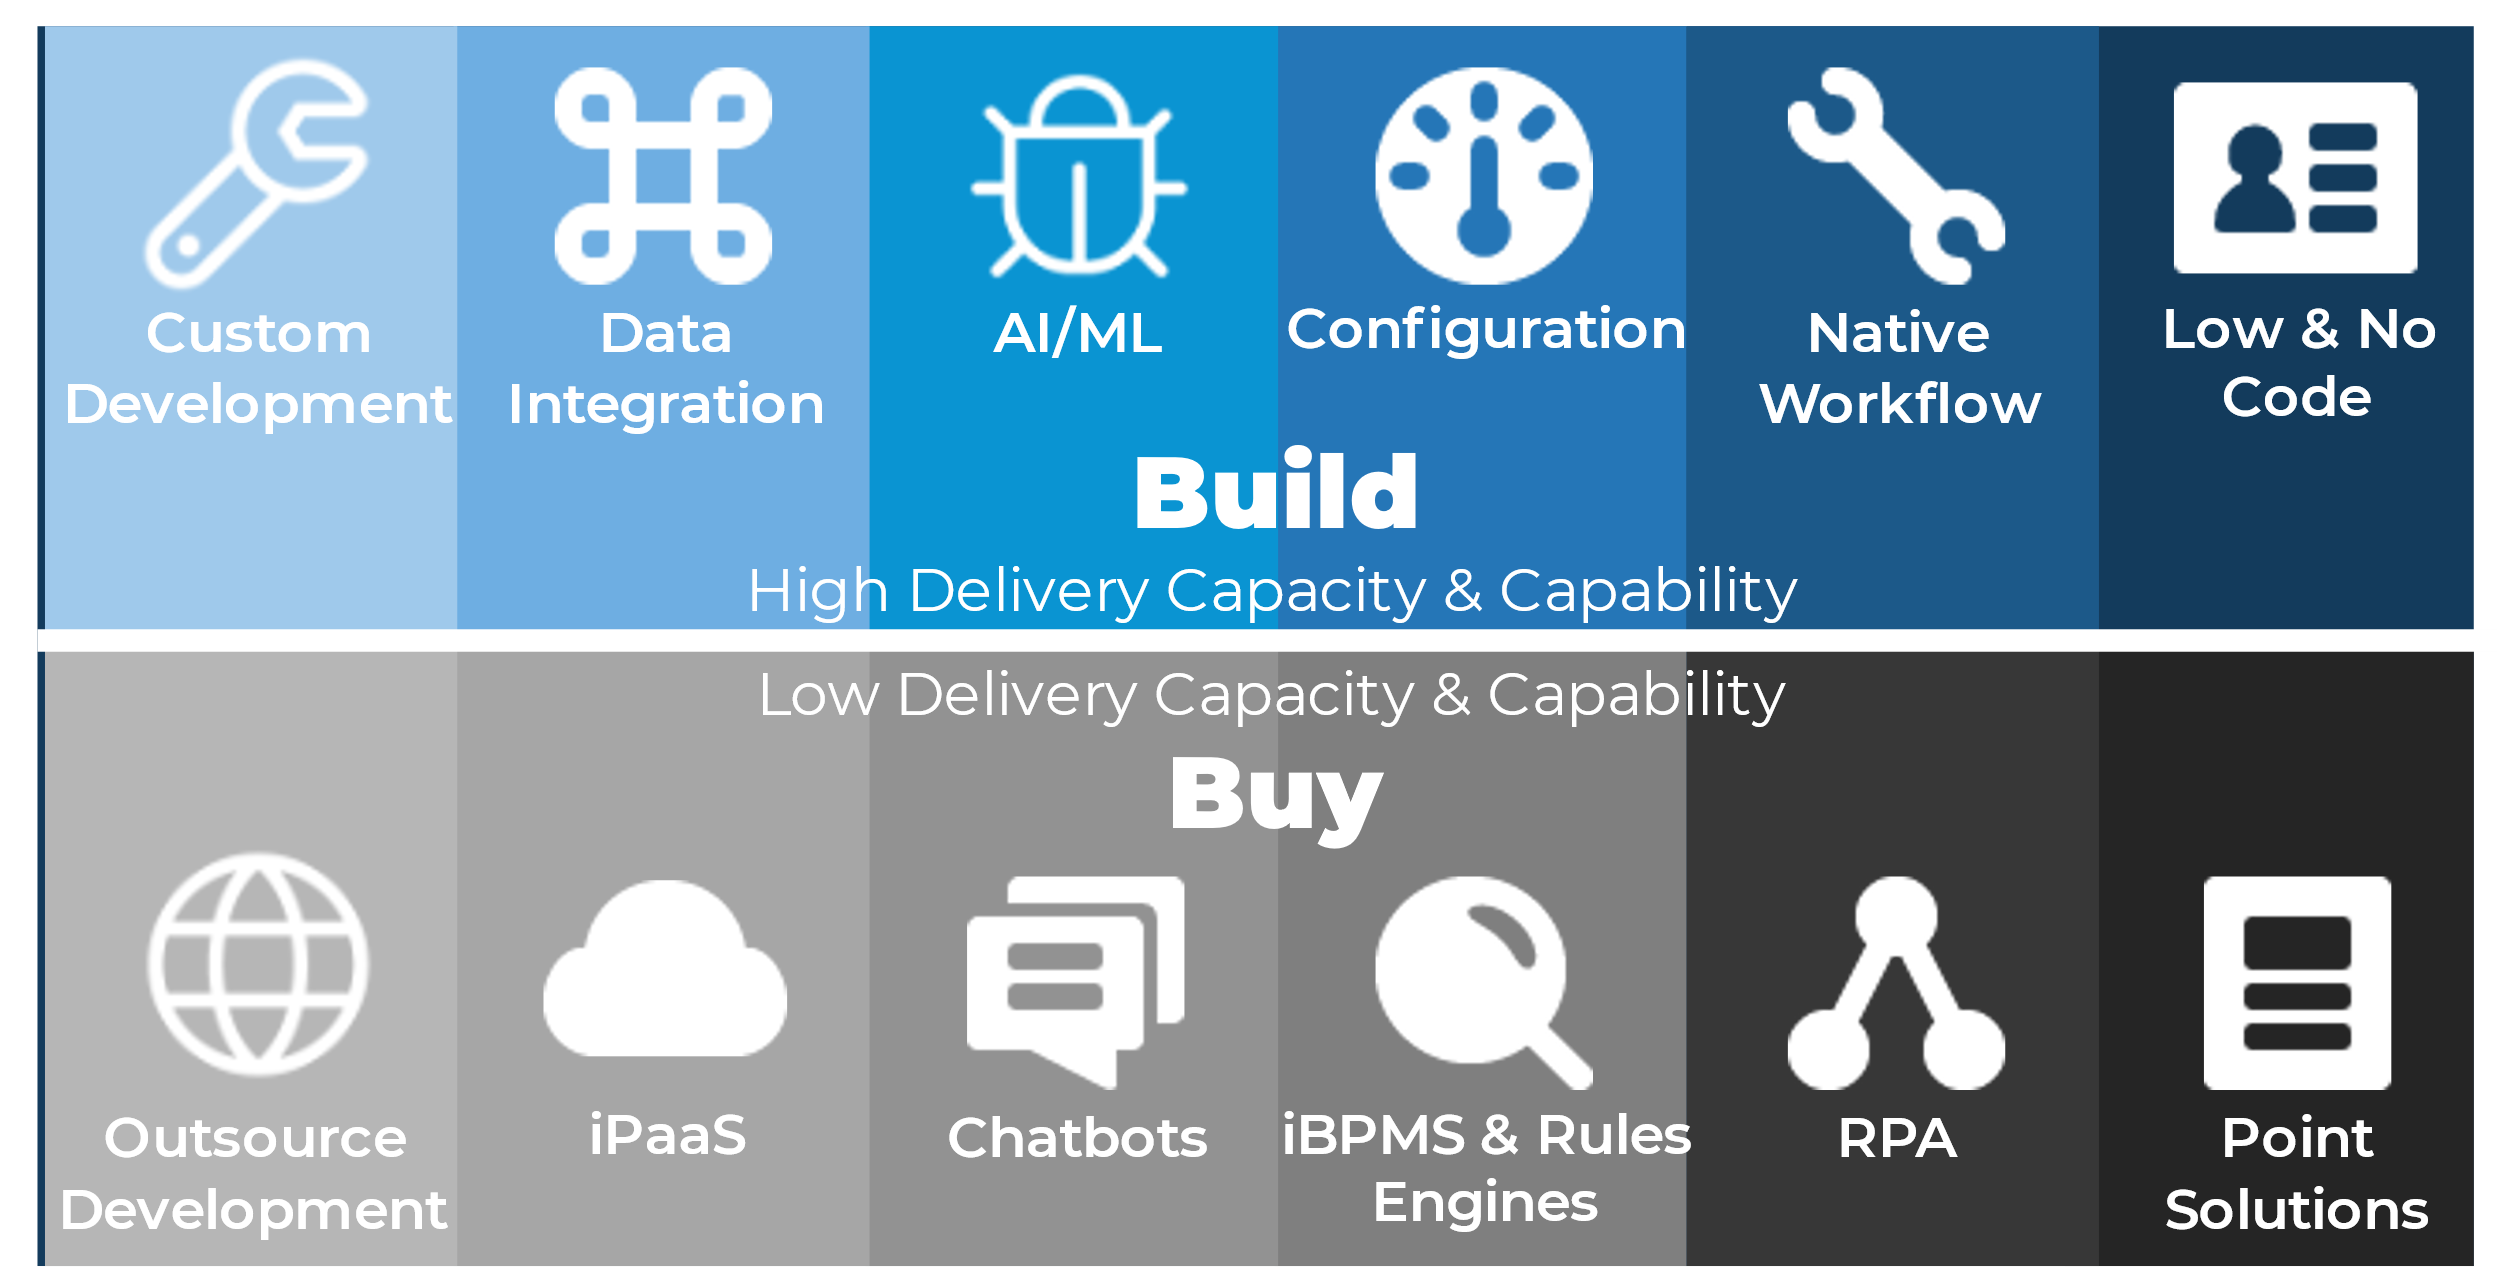 Custom
Development
Data
Integration
AI/ML
Configuration
Native
Workflow
Low & No
Code
Build
High Delivery Capacity & Capability
Low Delivery Capacity & Capability
Buy
Outsource
Development
iPaaS
Chatbots
iBPMS & Rules
Engines
RPA
Point
Solutions